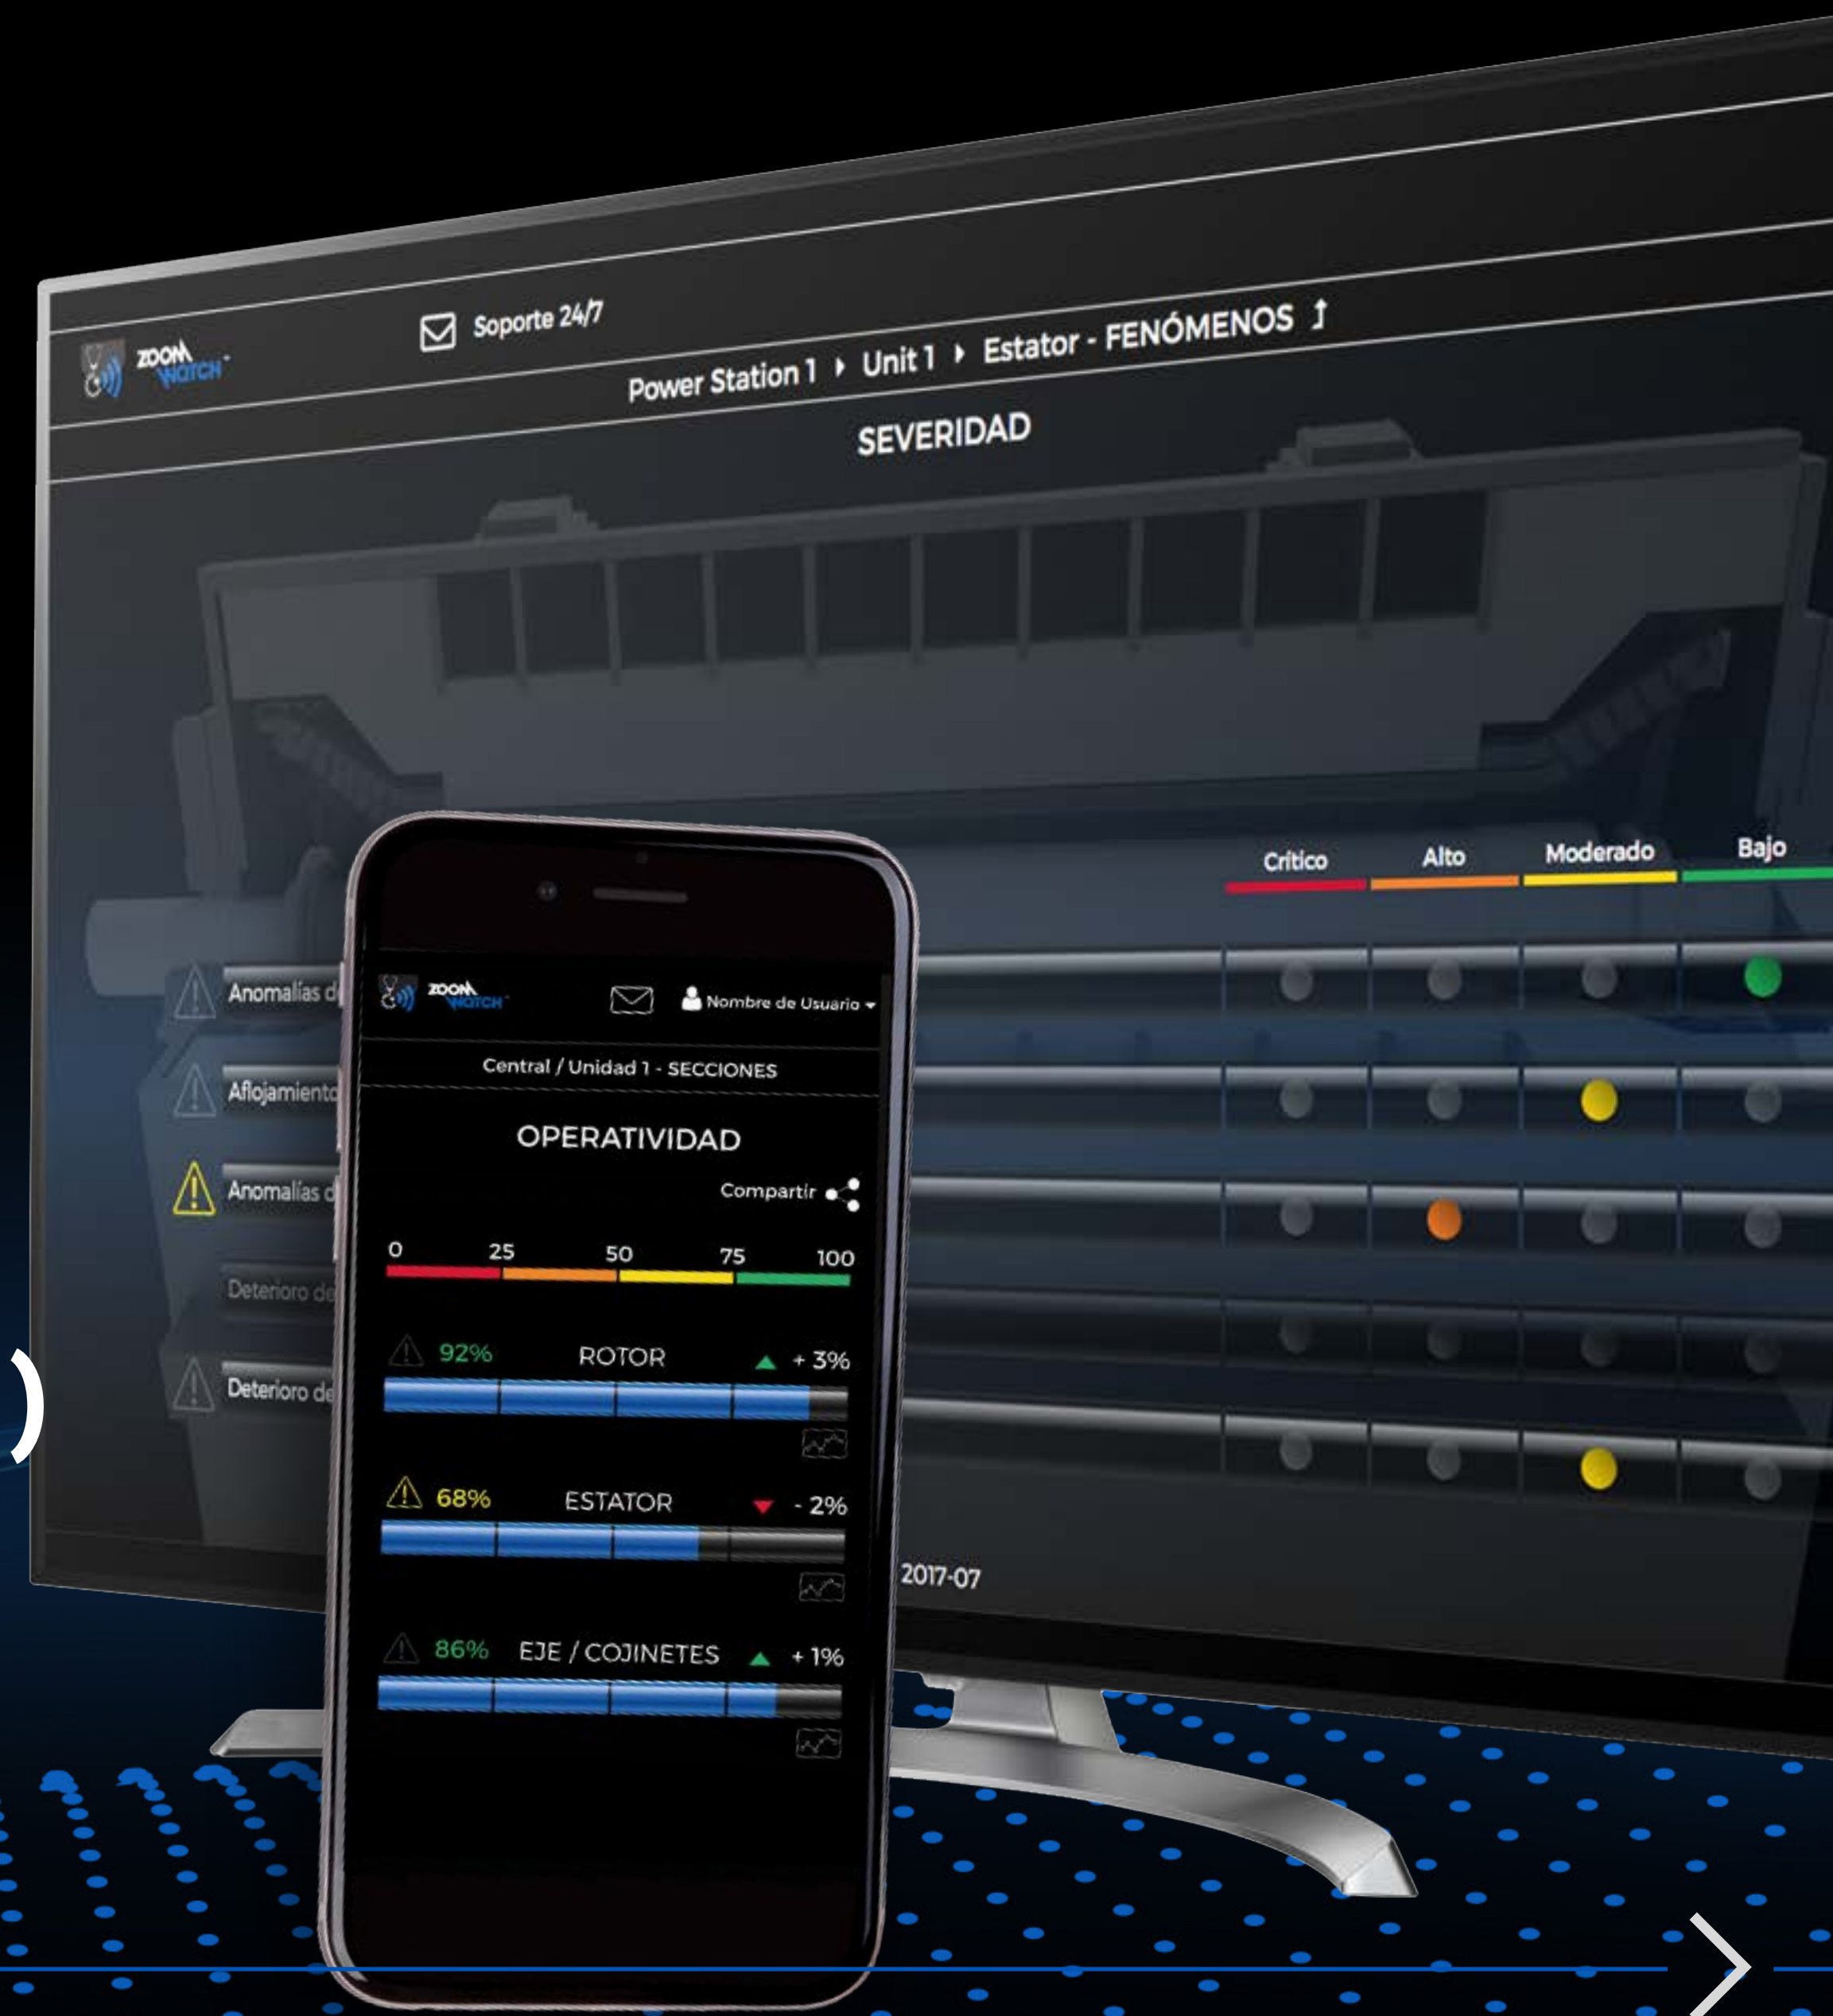 ZOOM
WATCH
Soporte 24/7
Power Station 1 Unit 1 Estator - FENÓMENOS
SEVERIDAD
Crítico Alto Moderado Bajo
Anomalías
Aflojamiento
Anomalías
Deterioro de
Deterioro de
2017-07
ZOOM
WATCH
Nombre de Usuario
Central / Unidad 1 - SECCIONES
OPERATIVIDAD
Compartir
0 25 50 75 100
92% ROTOR + 3%
68% ESTATOR - 2%
86% EJE / COJINETES + 1%
)